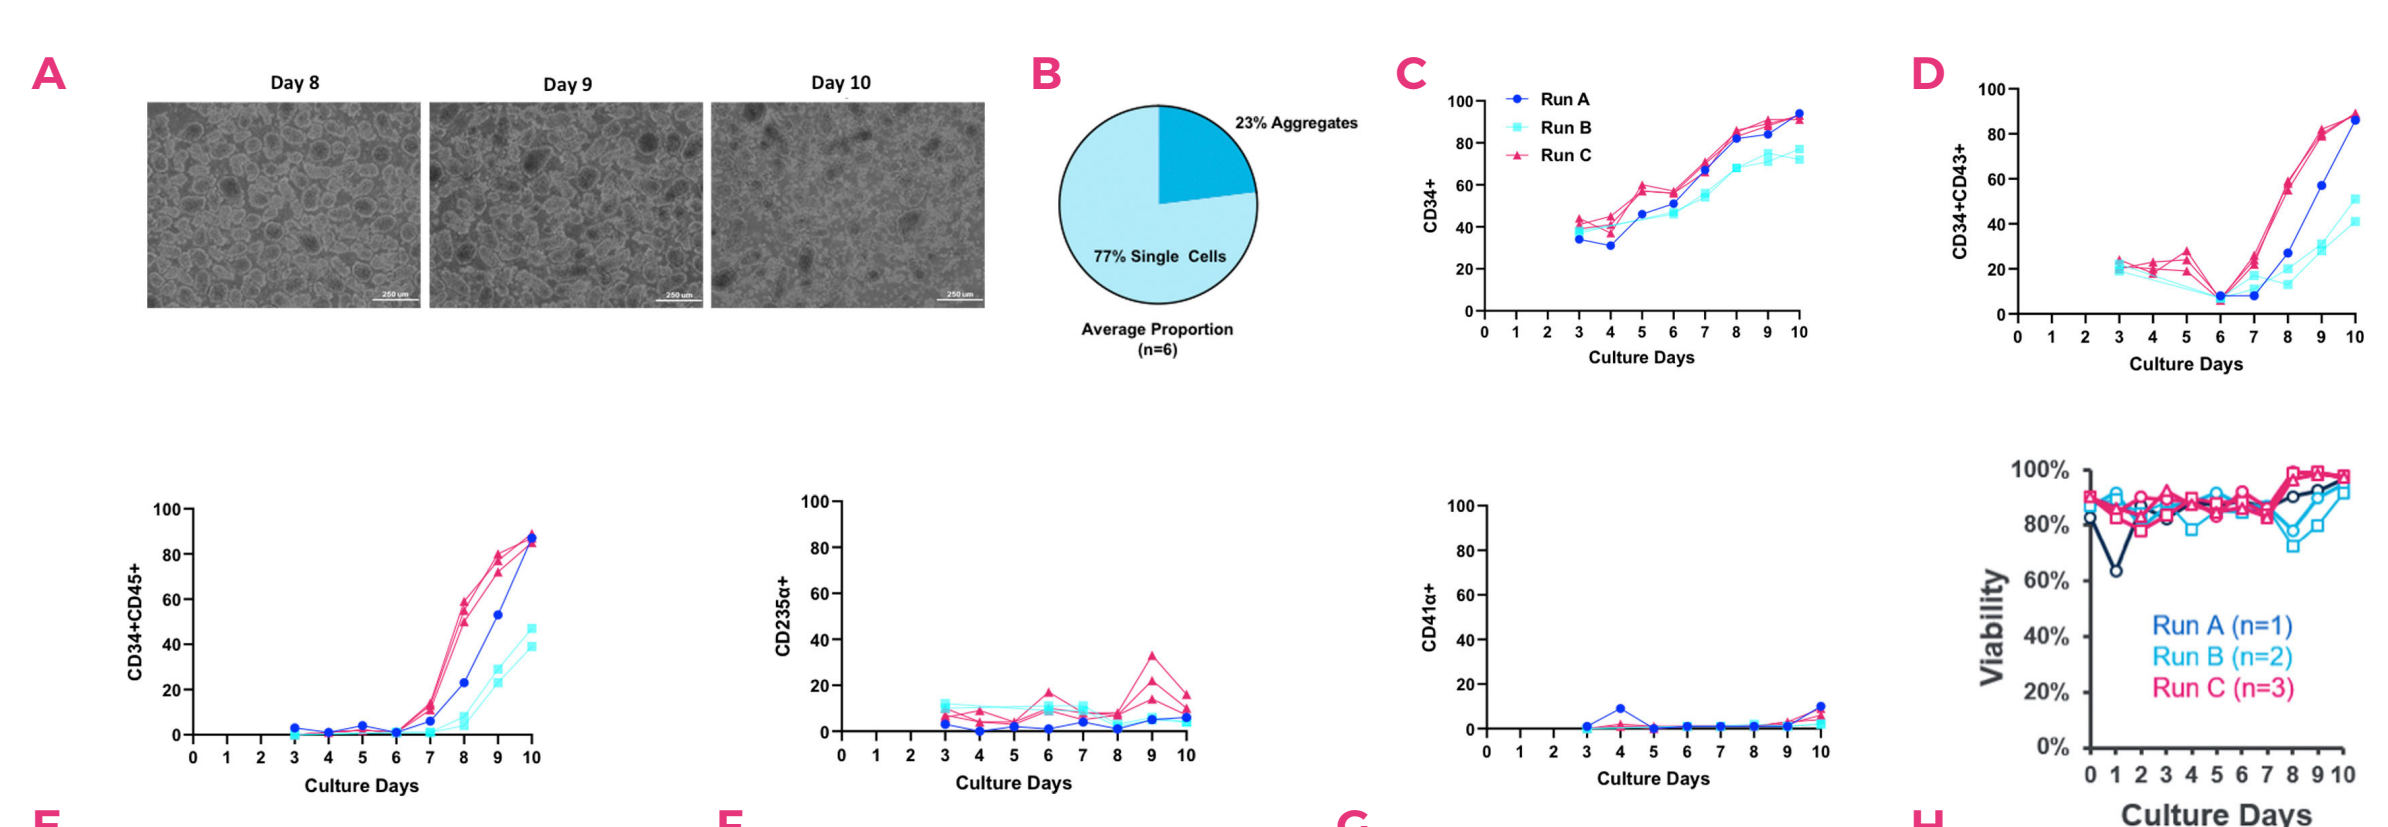 A
Day 8
Day 9
Day 10
250 um
250 um
250 um
B
23% Aggregates
77% Single Cells
Average Proportion
(n=6)
C
CD34+
100
80
60
40
20
0
Run A
Run B
Run C
0 1 2 3 4 5 6 7 8 9 10
Culture Days
D
CD34+CD43+
100
80
60
40
20
0
0 1 2 3 4 5 6 7 8 9 10
Culture Days
CD34+CD45+
100
80
60
40
20
0
0 1 2 3 4 5 6 7 8 9 10
Culture Days
CD235α+
100
80
60
40
20
0
0 1 2 3 4 5 6 7 8 9 10
Culture Days
CD41α+
100
80
60
40
20
0
0 1 2 3 4 5 6 7 8 9 10
Culture Days
Viability
100%
80%
60%
40%
20%
0%
Run A (n=1)
Run B (n=2)
Run C (n=3)
0 1 2 3 4 5 6 7 8 9 10
Culture Days
H